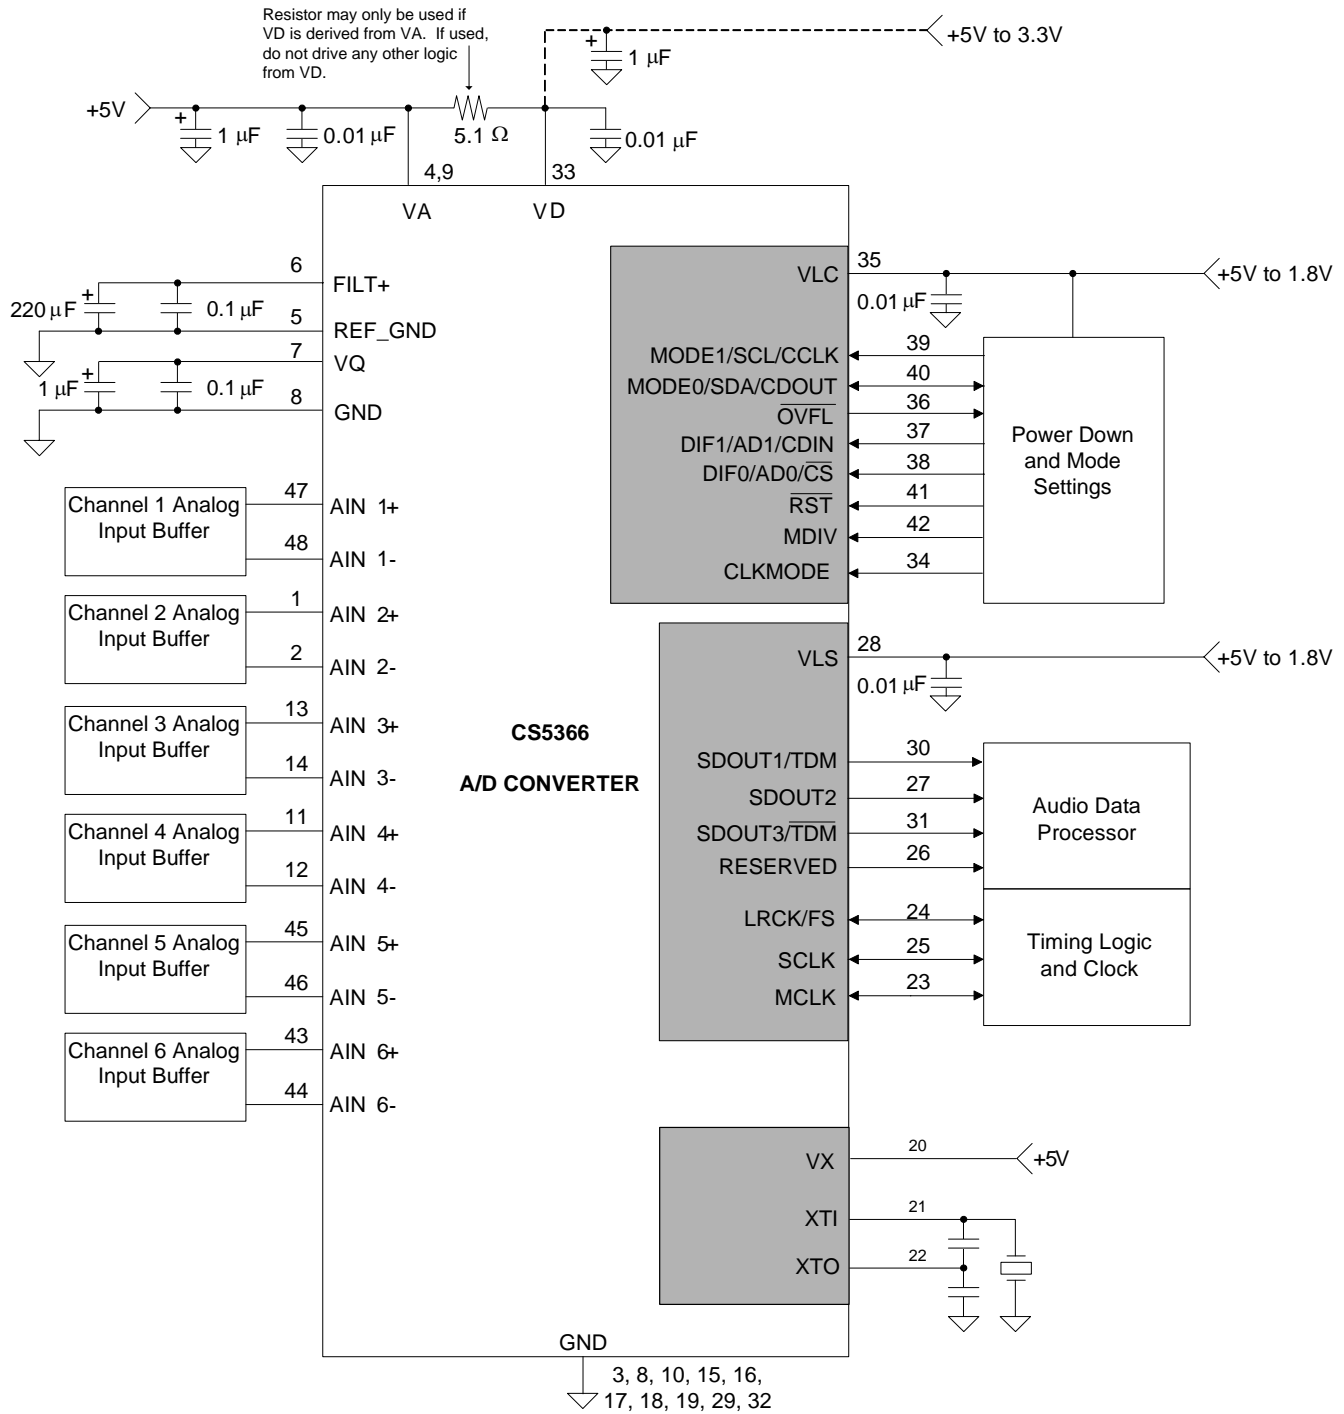 Resistor may only be used if
VD is derived from VA. If used,
do not drive any other logic
from VD.
+5V to 3.3V
+
1 μF
+5V
+
1 μF
0.01 μF
5.1 Ω
0.01 μF
4,9
33
VA
VD
6
FILT+
220 μF
+
0.1 μF
5
REF_GND
7
VQ
1 μF
+
0.1 μF
8
GND
VLC
35
0.01 μF
+5V to 1.8V
MODE1/SCL/CCLK
39
MODE0/SDA/CDOUT
40
OVFL
36
DIF1/AD1/CDIN
37
DIF0/AD0/CS
38
RST
41
MDIV
42
CLKMODE
34
Power Down
and Mode
Settings
Channel 1 Analog
Input Buffer
47
AIN 1+
48
AIN 1-
Channel 2 Analog
Input Buffer
1
AIN 2+
2
AIN 2-
Channel 3 Analog
Input Buffer
13
AIN 3+
14
AIN 3-
Channel 4 Analog
Input Buffer
11
AIN 4+
12
AIN 4-
Channel 5 Analog
Input Buffer
45
AIN 5+
46
AIN 5-
Channel 6 Analog
Input Buffer
43
AIN 6+
44
AIN 6-
CS5366
A/D CONVERTER
VLS
28
0.01 μF
+5V to 1.8V
SDOUT1/TDM
30
SDOUT2
27
SDOUT3/TDM
31
RESERVED
26
Audio Data
Processor
LRCK/FS
24
SCLK
25
MCLK
23
Timing Logic
and Clock
VX
20
+5V
XTI
21
XTO
22
GND
3, 8, 10, 15, 16,
17, 18, 19, 29, 32